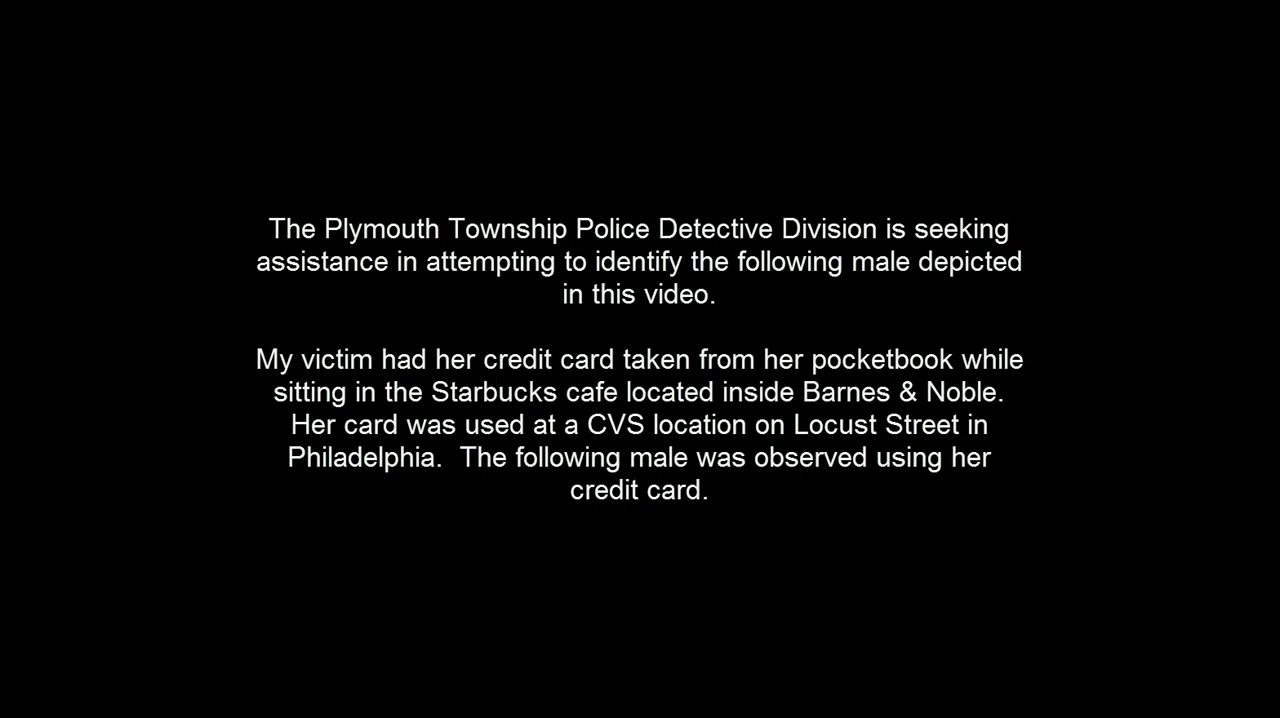 The Plymouth Township Police Detective Division is seeking
assistance in attempting to identify the following male depicted
in this video.
My victim had her credit card taken from her pocketbook while
sitting in the Starbucks cafe located inside Barnes & Noble.
Her card was used at a CVS location on Locust Street in
Philadelphia.  The following male was observed using her
credit card.